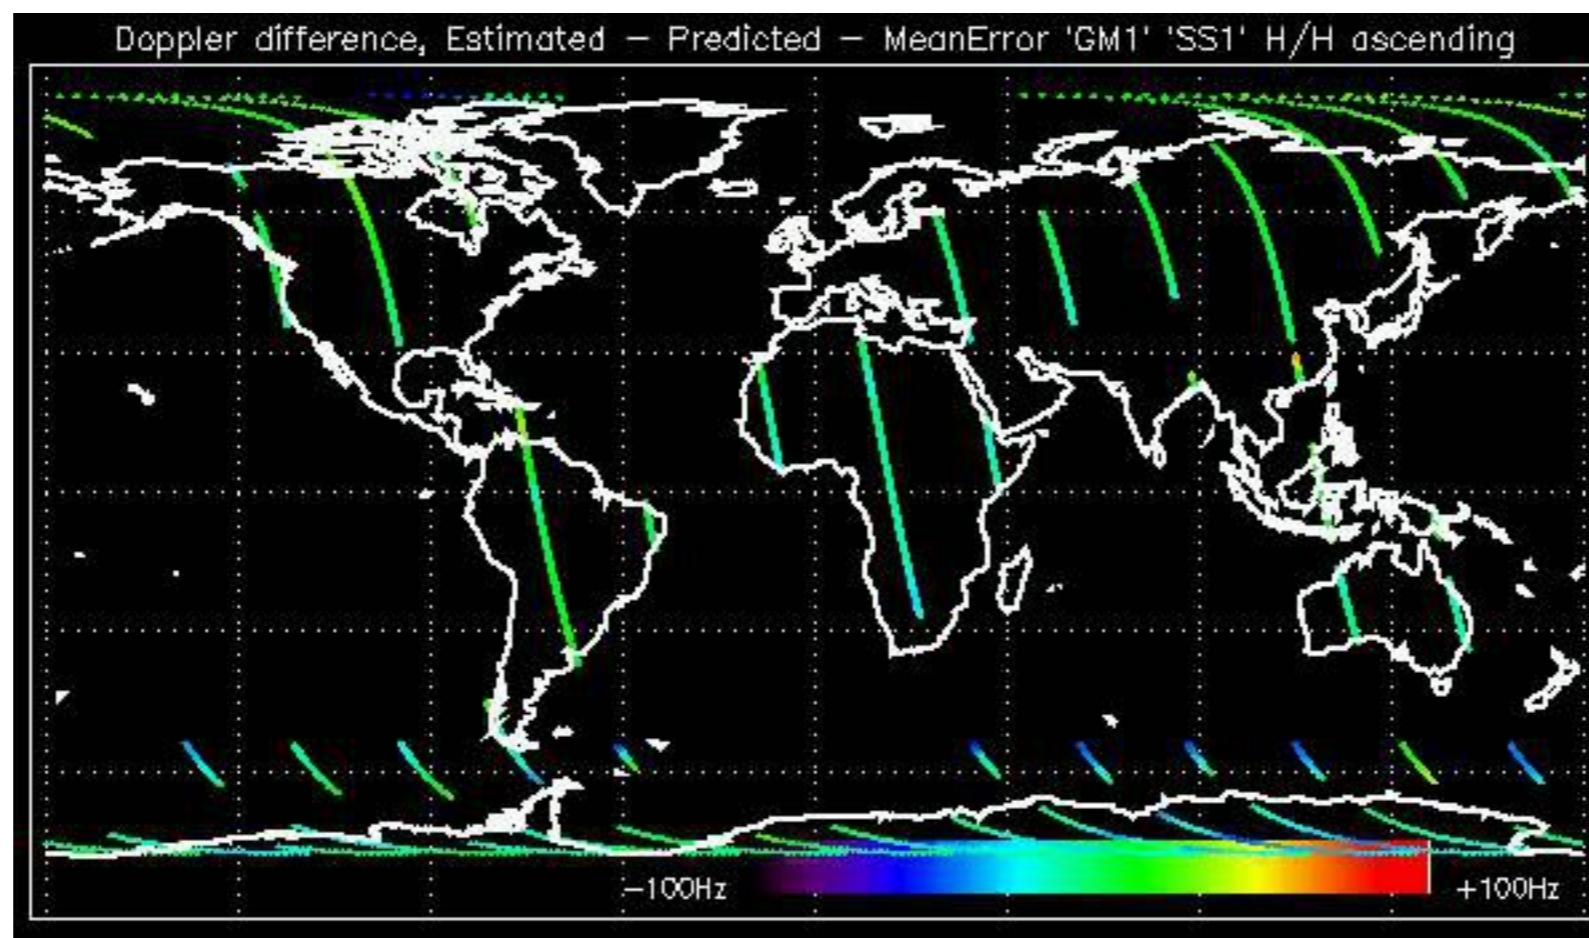 Doppler difference, Estimated – Predicted – MeanError 'GM1' 'SS1' H/H ascending
−100Hz
+100Hz